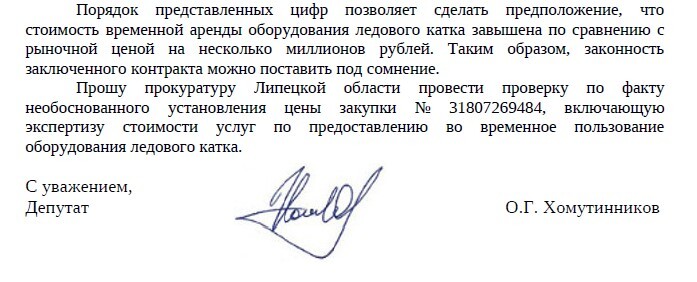 Порядок представленных цифр позволяет сделать предположение, что
стоимость временной аренды оборудования ледового катка завышена по сравнению с
рыночной ценой на несколько миллионов рублей. Таким образом, законность
заключенного контракта можно поставить под сомнение.
Прошу прокуратуру Липецкой области провести проверку по факту
необоснованного установления цены закупки № 31807269484, включающую
экспертизу стоимости услуг по предоставлению во временное пользование
оборудования ледового катка.
С уважением,
Депутат О.Г. Хомутинников